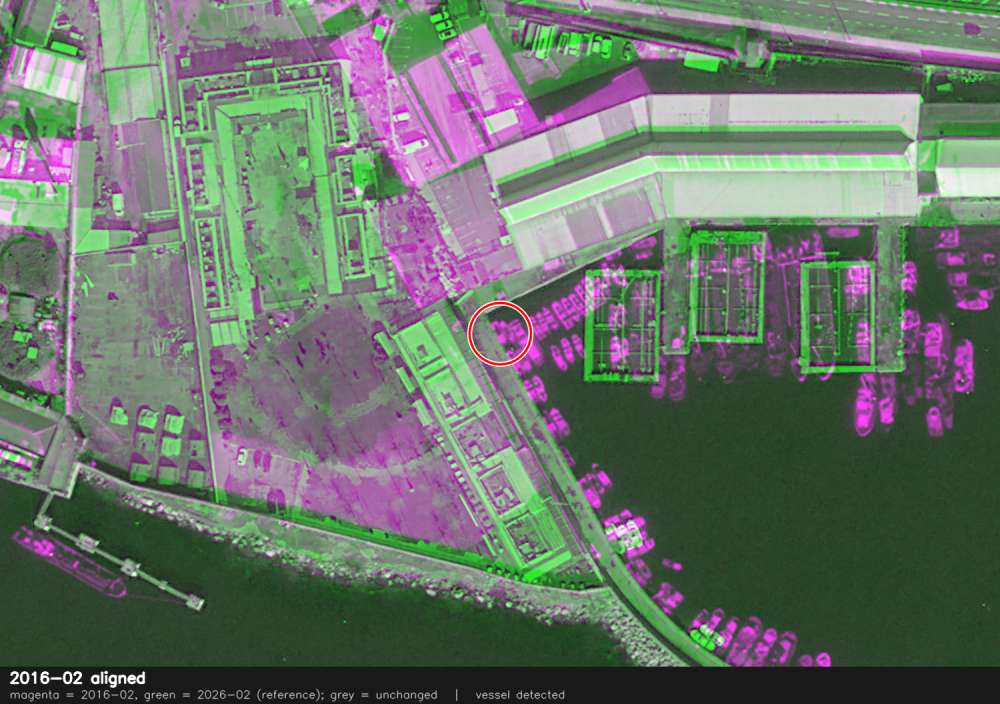 2016-02 aligned
magenta = 2016-02, green = 2026-02 (reference); grey = unchanged | vessel detected